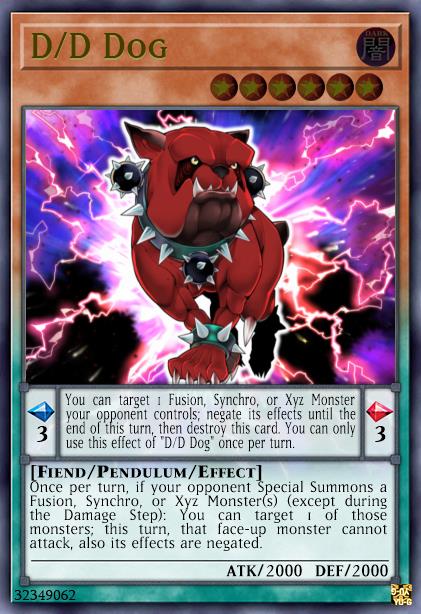 D/D Dog
DARK
闇
You can target 1 Fusion, Synchro, or Xyz Monster
your opponent controls; negate its effects until the
end of this turn, then destroy this card. You can only
use this effect of "D/D Dog" once per turn.
3
3
[Fiend/Pendulum/Effect]
Once per turn, if your opponent Special Summons a
Fusion, Synchro, or Xyz Monster(s) (except during
the Damage Step): You can target 1 of those
monsters; this turn, that face-up monster cannot
attack, also its effects are negated.
ATK/2000 DEF/2000
32349062